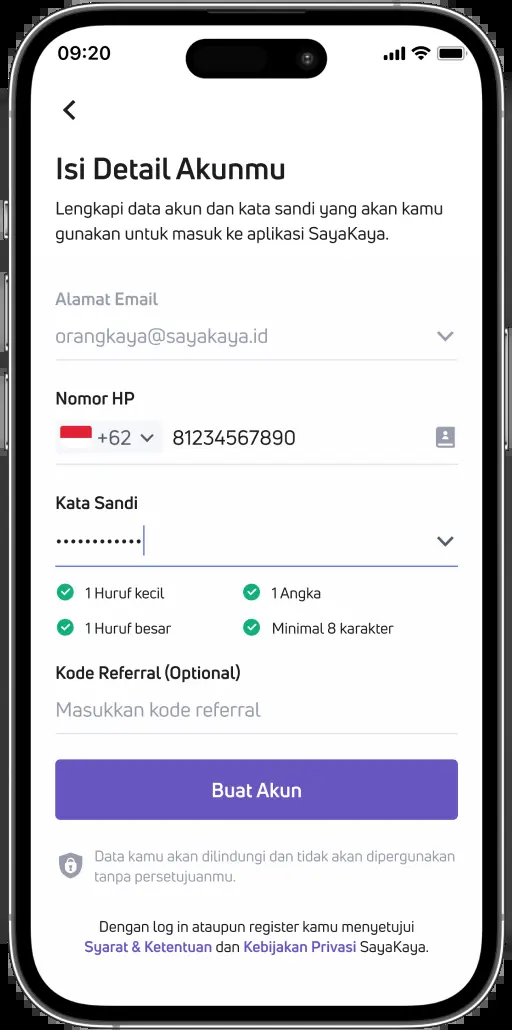 09:20
Isi Detail Akunmu
Lengkapi data akun dan kata sandi yang akan kamu
gunakan untuk masuk ke aplikasi SayaKaya.
Alamat Email
orangkaya@sayakaya.id
Nomor HP
+62 81234567890
Kata Sandi
••••••••••••
1 Huruf kecil 1 Angka
1 Huruf besar Minimal 8 karakter
Kode Referral (Optional)
Masukkan kode referral
Buat Akun
Data kamu akan dilindungi dan tidak akan dipergunakan
tanpa persetujuanmu.
Dengan log in ataupun register kamu menyetujui
Syarat & Ketentuan dan Kebijakan Privasi SayaKaya.